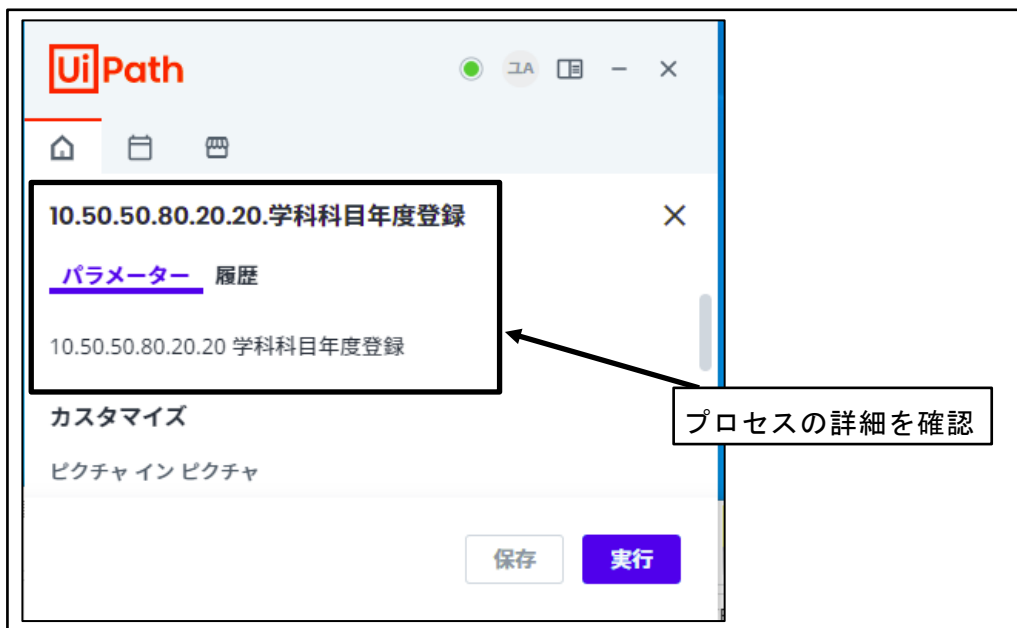 UiPath
ユA
10.50.50.80.20.20.学科科目年度登録
パラメーター 履歴
10.50.50.80.20.20 学科科目年度登録
カスタマイズ
プロセスの詳細を確認
ピクチャ イン ピクチャ
保存 実行